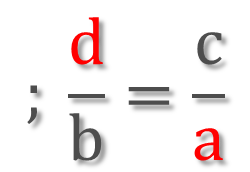 ; d/b = c/a